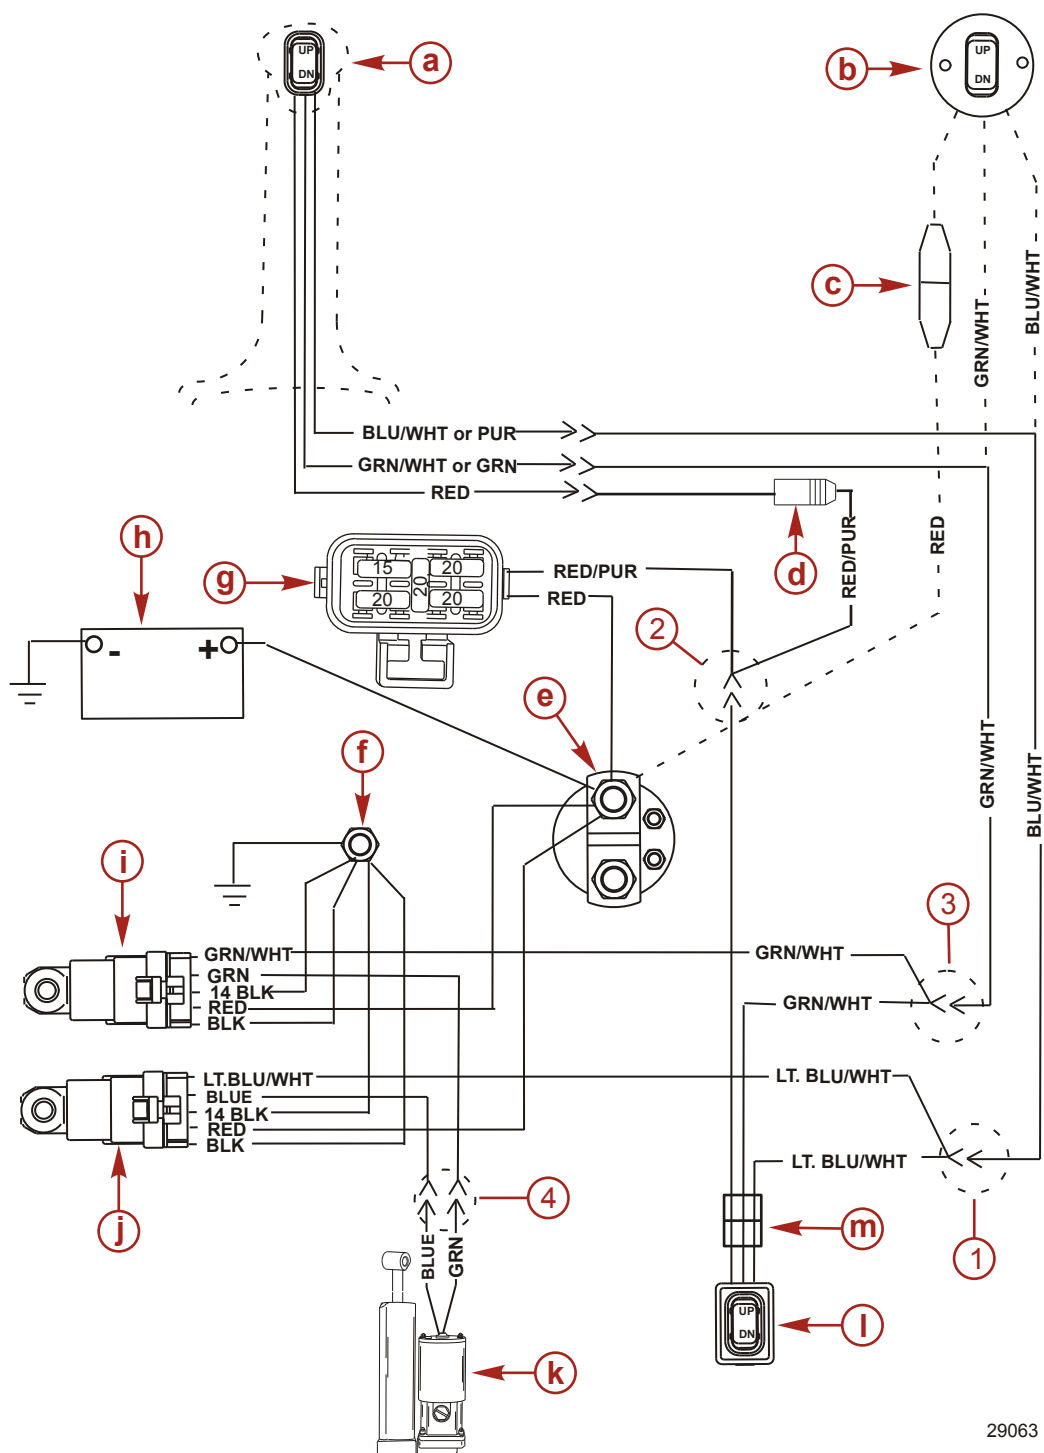 UP
DN
a
UP
DN
b
c
BLU/WHT
GRN/WHT
BLU/WHT or PUR
GRN/WHT or GRN
RED
d
RED/PUR
RED
h
g
15
20
20
20
20
RED/PUR
RED
2
- +
e
f
GRN/WHT
BLU/WHT
i
3
GRN/WHT
GRN
14 BLK
RED
BLK
GRN/WHT
GRN/WHT
LT.BLU/WHT
BLUE
14 BLK
RED
BLK
LT. BLU/WHT
LT. BLU/WHT
j
4
BLUE
GRN
m
1
UP
DN
l
k
29063